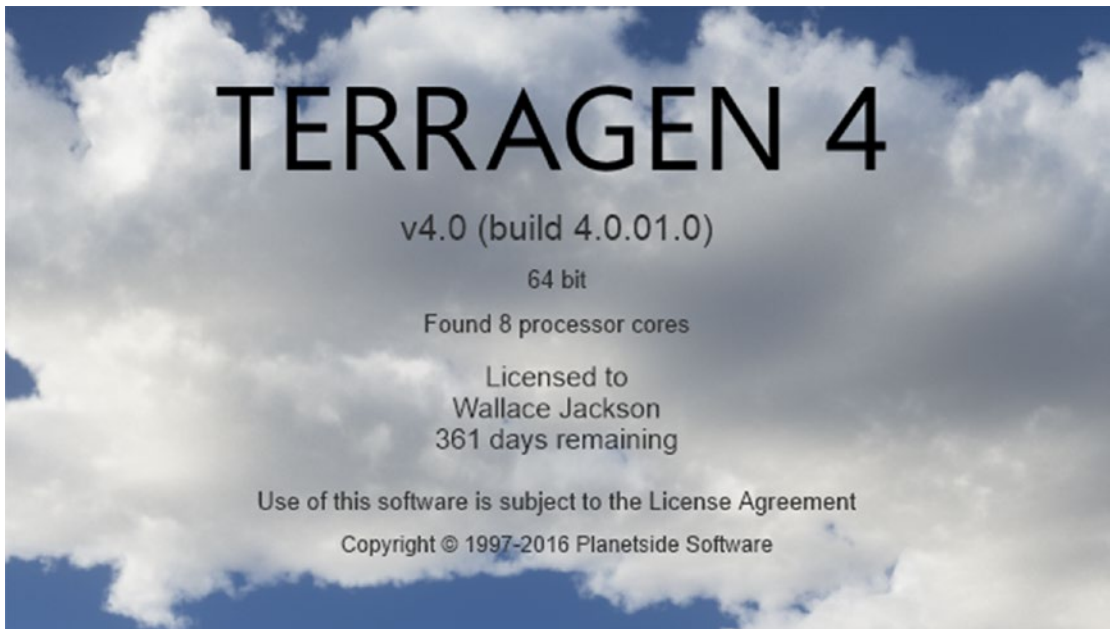 TERRAGEN 4
v4.0 (build 4.0.01.0)
64 bit
Found 8 processor cores
Licensed to
Wallace Jackson
361 days remaining
Use of this software is subject to the License Agreement
Copyright © 1997-2016 Planetside Software